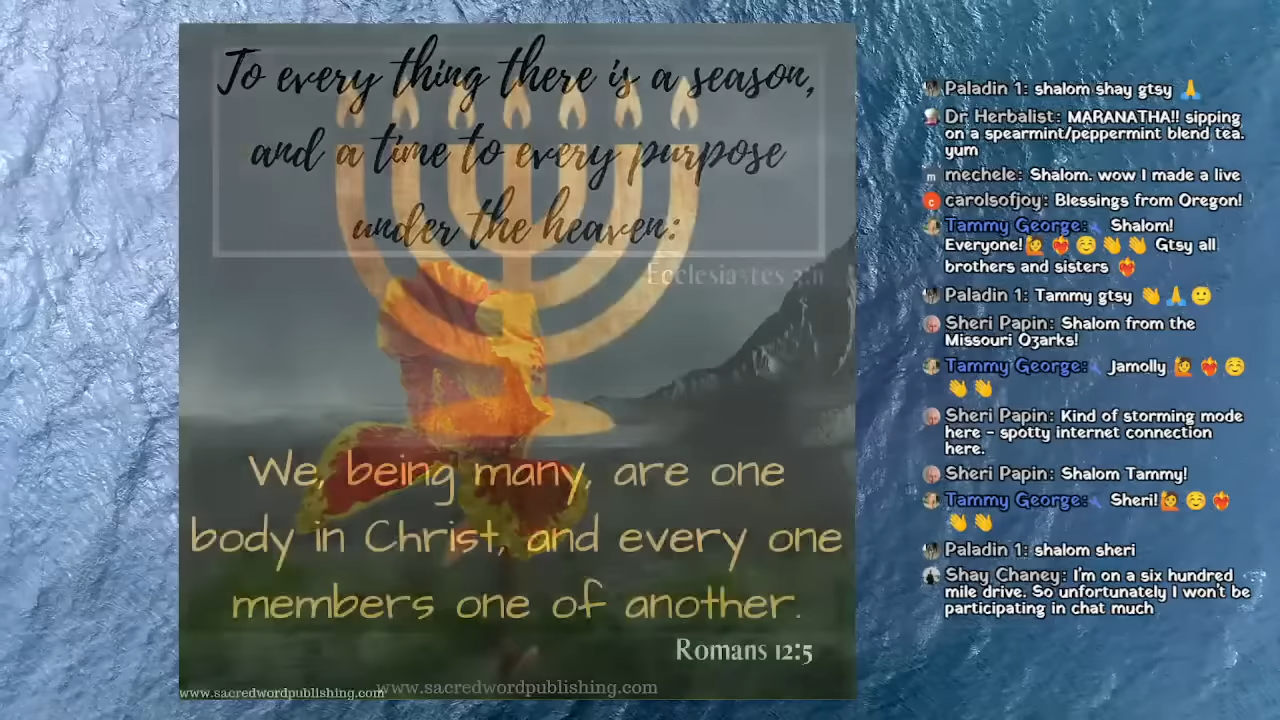 To every thing there is a season,
and a time to every purpose
under the heaven:
Ecclesiastes
We, being many, are one
body in Christ, and every one
members one of another.
Romans 12:5
www.sacredwordpublishing.com
www.sacredwordpublishing.com
Paladin 1: shalom shay gtsy 🙏
Dr Herbalist: MARANATHA!! sipping
on a spearmint/peppermint blend tea.
yum
mechele: Shalom. wow I made a live
carolsofjoy: Blessings from Oregon!
Tammy George: Shalom!
Everyone!🙋❤️‍🔥☺️👋👋 Gtsy all
brothers and sisters ❤️‍🔥
Paladin 1: Tammy gtsy 👋🙏🙂
Sheri Papin: Shalom from the
Missouri Ozarks!
Tammy George: Jamolly 🙋❤️‍🔥☺️
👋👋
Sheri Papin: Kind of storming mode
here - spotty internet connection
here.
Sheri Papin: Shalom Tammy!
Tammy George: Sheri!🙋☺️❤️‍🔥
👋👋
Paladin 1: shalom sheri
Shay Chaney: I'm on a six hundred
mile drive. So unfortunately I won't be
participating in chat much